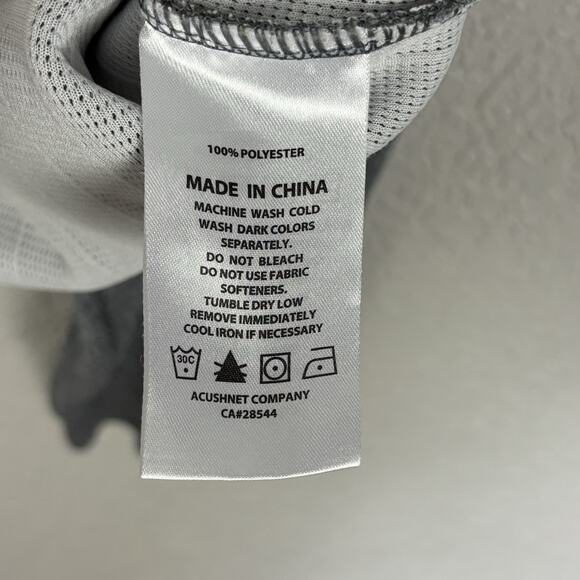 100% POLYESTER
MADE IN CHINA
MACHINE WASH COLD
WASH DARK COLORS
SEPARATELY.
DO NOT BLEACH
DO NOT USE FABRIC
SOFTENERS.
TUMBLE DRY LOW
REMOVE IMMEDIATELY
COOL IRON IF NECESSARY
30C
ACUSHNET COMPANY
CA#28544